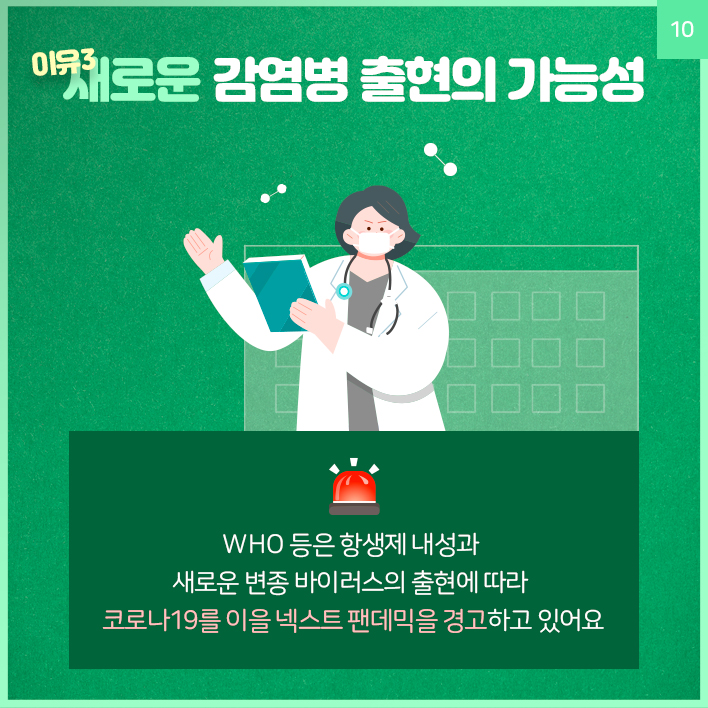 10
이유3
새로운 감염병 출현의 가능성
WHO 등은 항생제 내성과
새로운 변종 바이러스의 출현에 따라
코로나19를 이을 넥스트 팬데믹을 경고하고 있어요